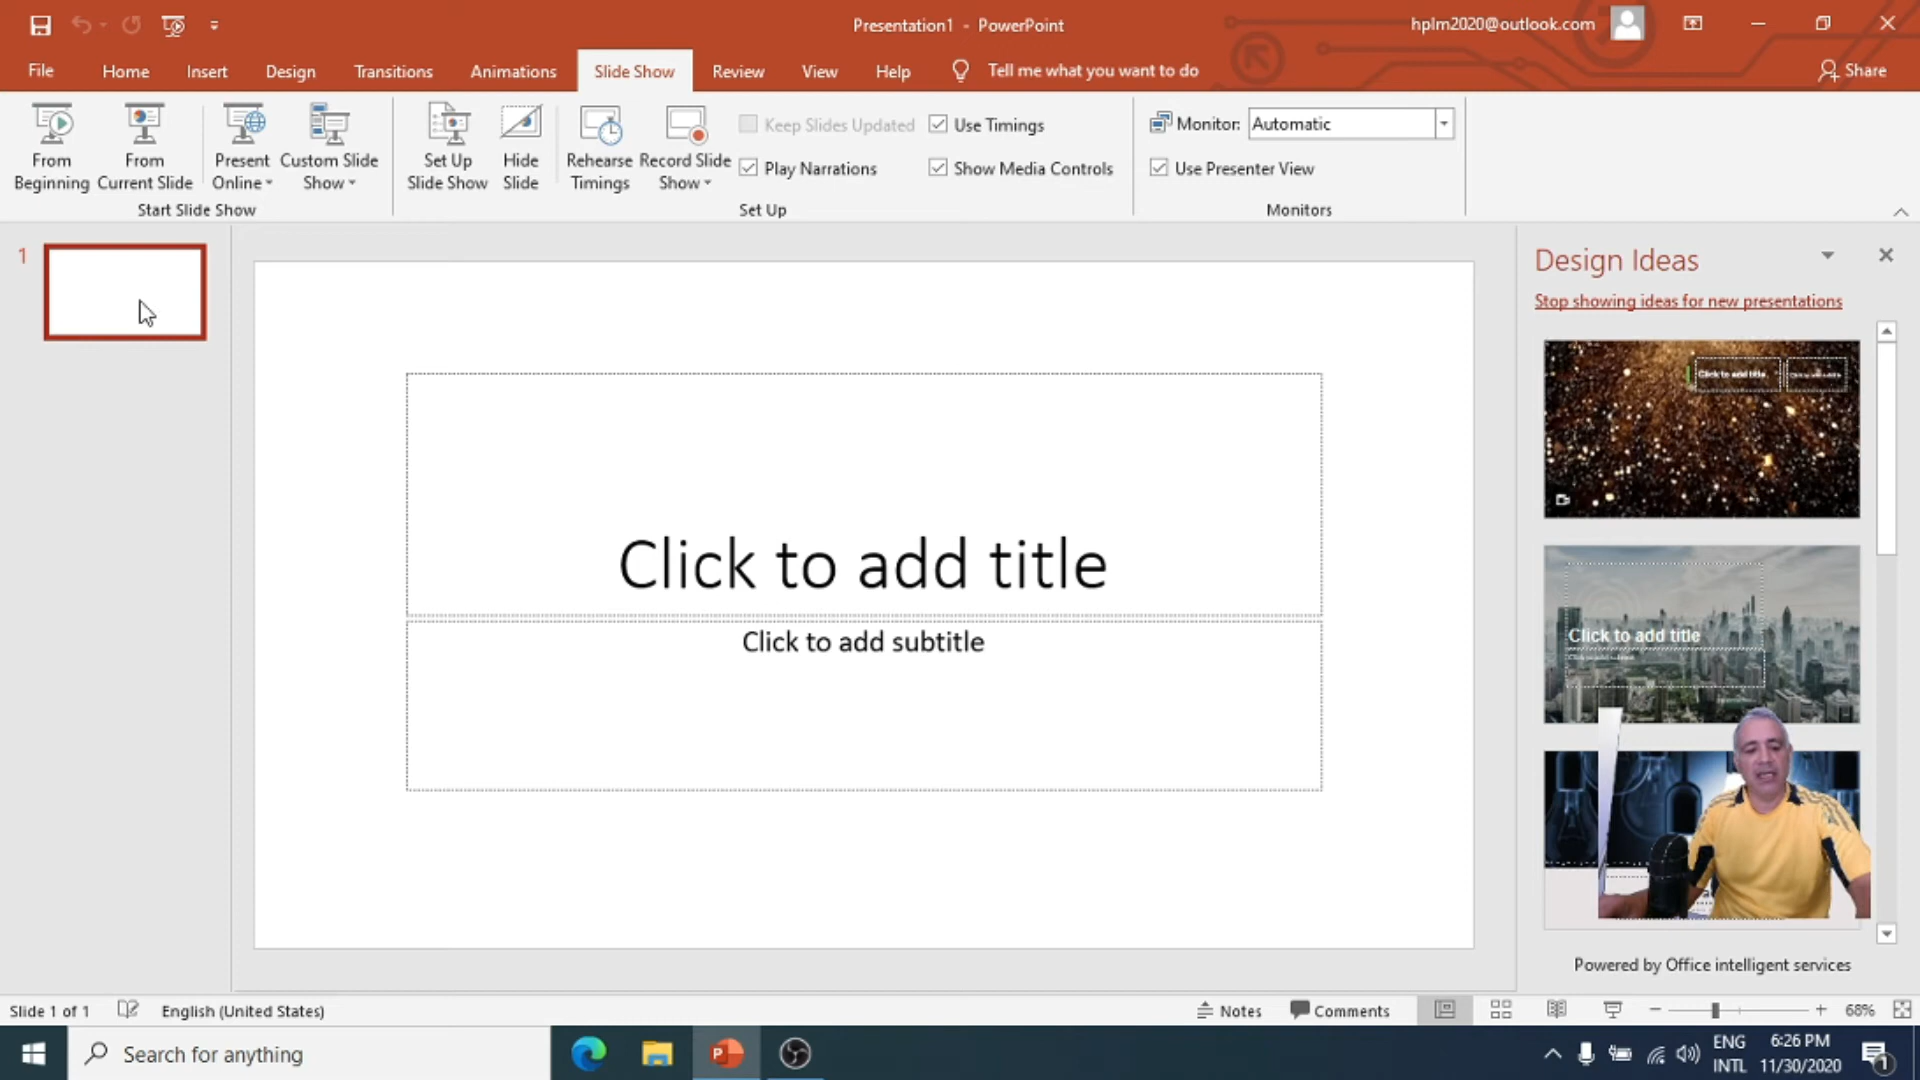 Presentation1 - PowerPoint
hplm2020@outlook.com
File
Home
Insert
Design
Transitions
Animations
Slide Show
Review
View
Help
Tell me what you want to do
Share
From Beginning
From Current Slide
Present Online
Custom Slide Show
Start Slide Show
Set Up Slide Show
Hide Slide
Rehearse Timings
Record Slide Show
Keep Slides Updated
Play Narrations
Use Timings
Show Media Controls
Set Up
Monitor: Automatic
Use Presenter View
Monitors
1
Click to add title
Click to add subtitle
Design Ideas
Stop showing ideas for new presentations
Click to add title
Click to add title
Powered by Office intelligent services
Slide 1 of 1
English (United States)
Notes
Comments
68%
Search for anything
ENG
INTL
6:26 PM
11/30/2020
1